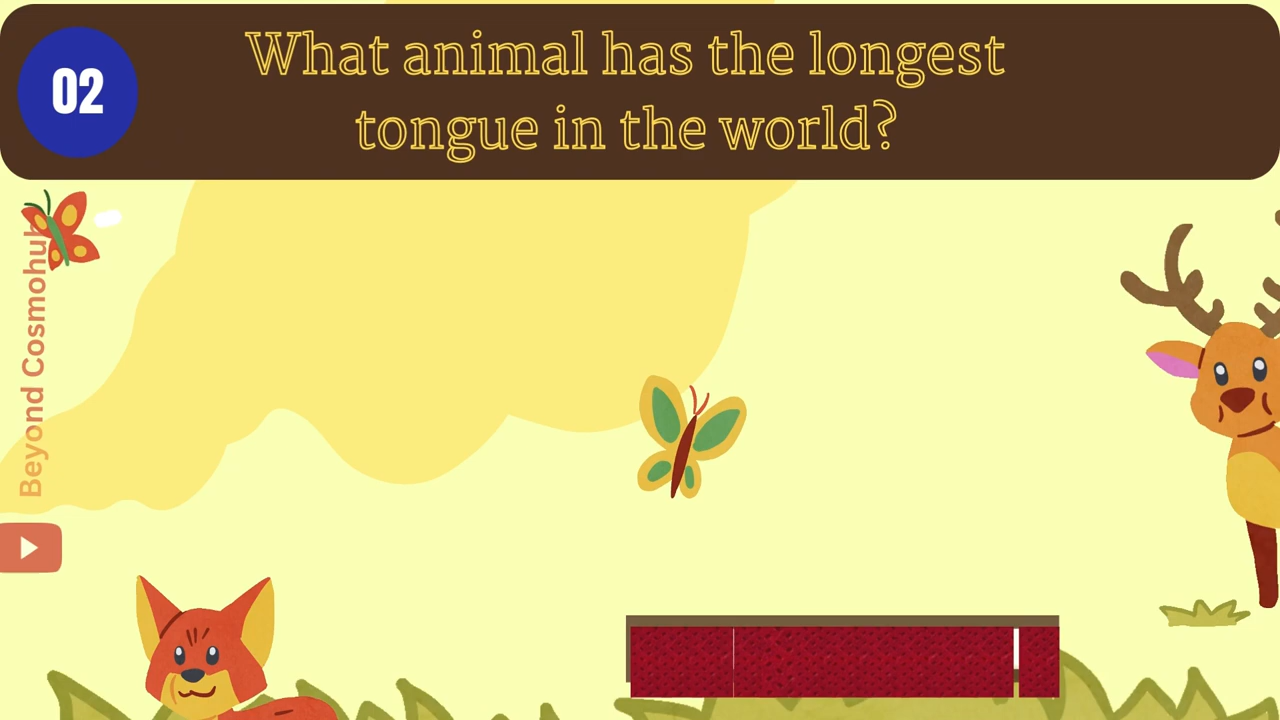 02
What animal has the longest
tongue in the world?
Beyond Cosmohub